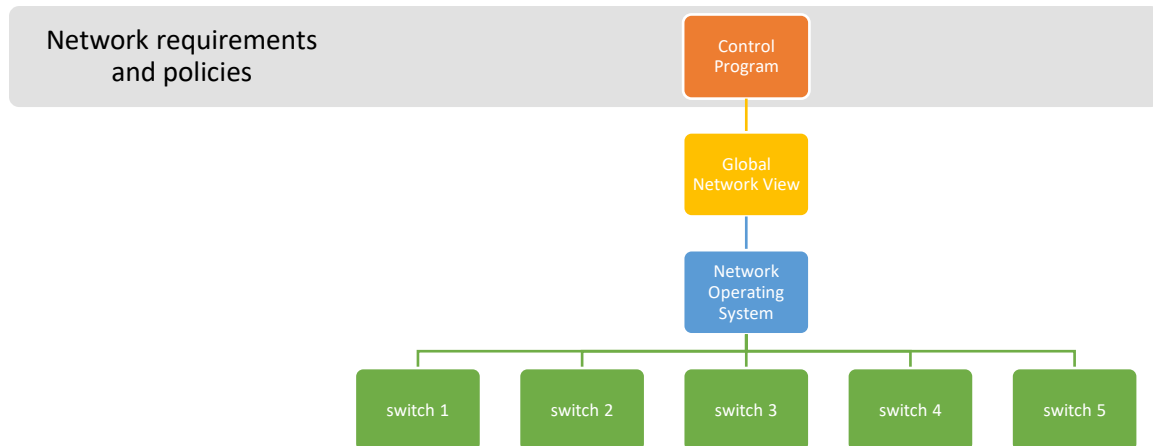 Network requirements
and policies
Control
Program
Global
Network View
Network
Operating
System
switch 1
switch 2
switch 3
switch 4
switch 5